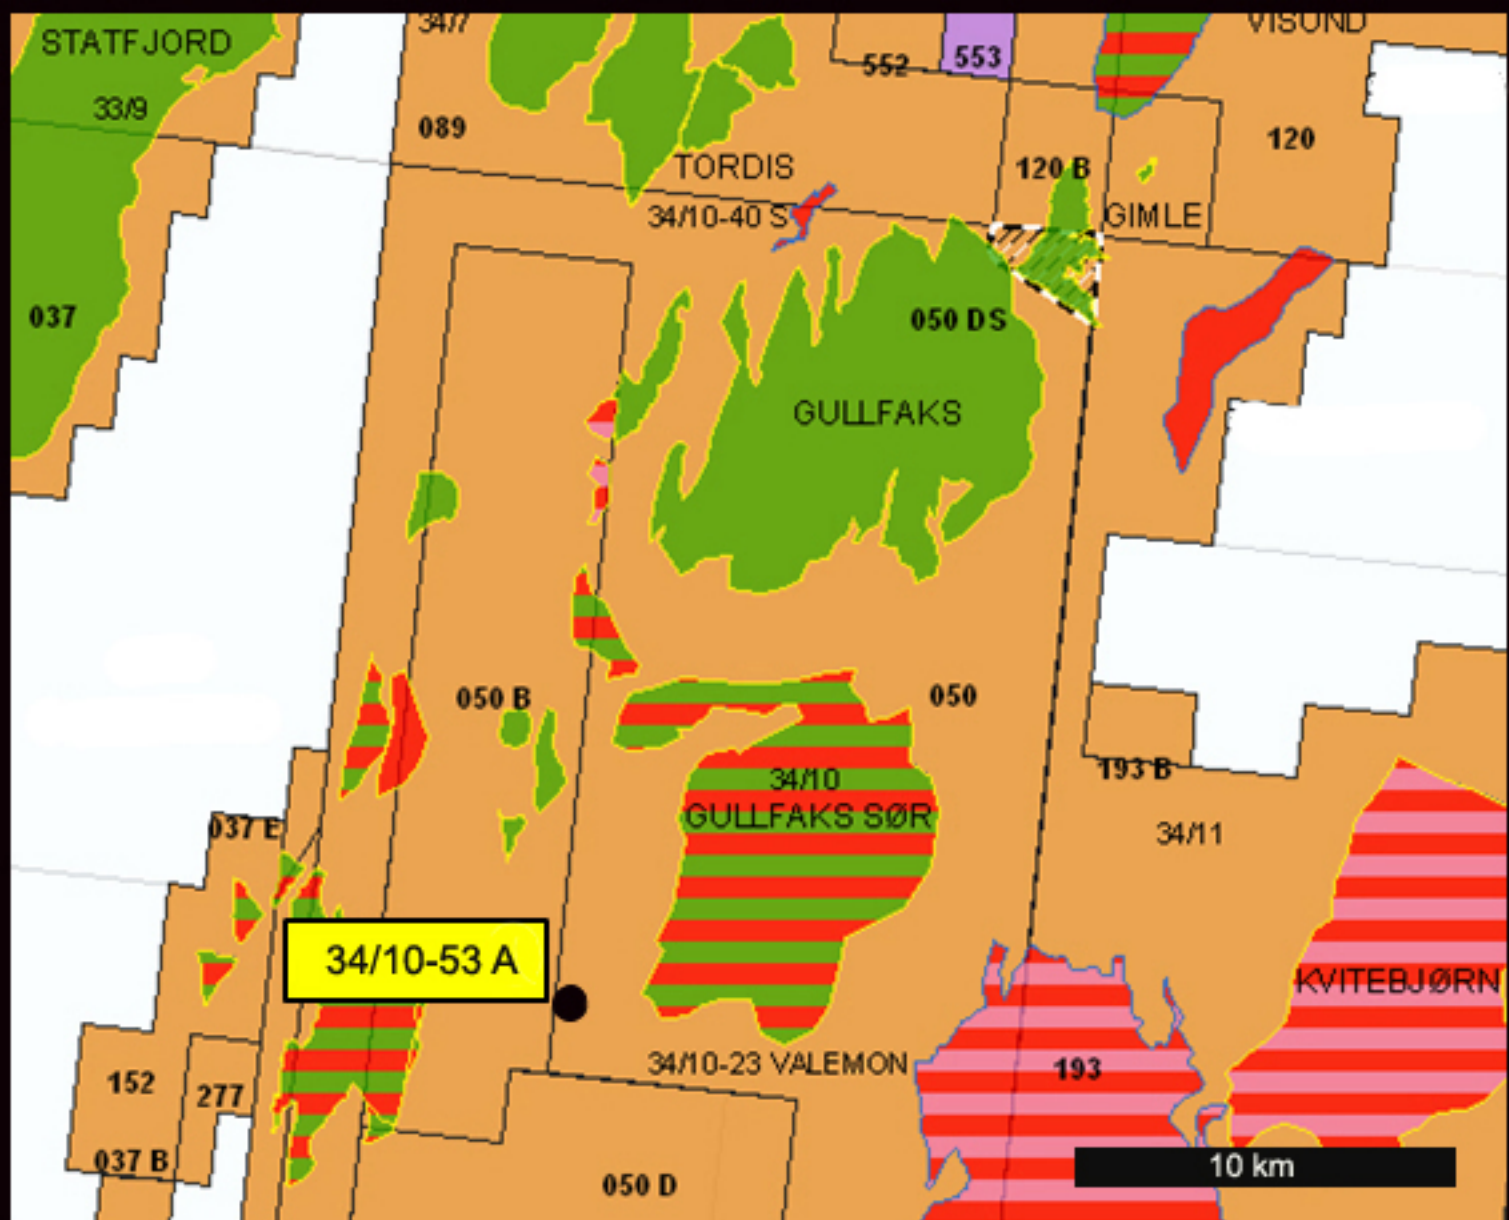 34/7
VISUND
STATFJORD
552
553
33/9
089
120
TORDIS
120 B
34/10-40 S
GIMLE
037
050 DS
GULLFAKS
050 B
050
193 B
34/10
GULLFAKS SØR
037 E
34/11
34/10-53 A
KVITEBJØRN
34/10-23 VALEMON
193
152
277
037 B
10 km
050 D